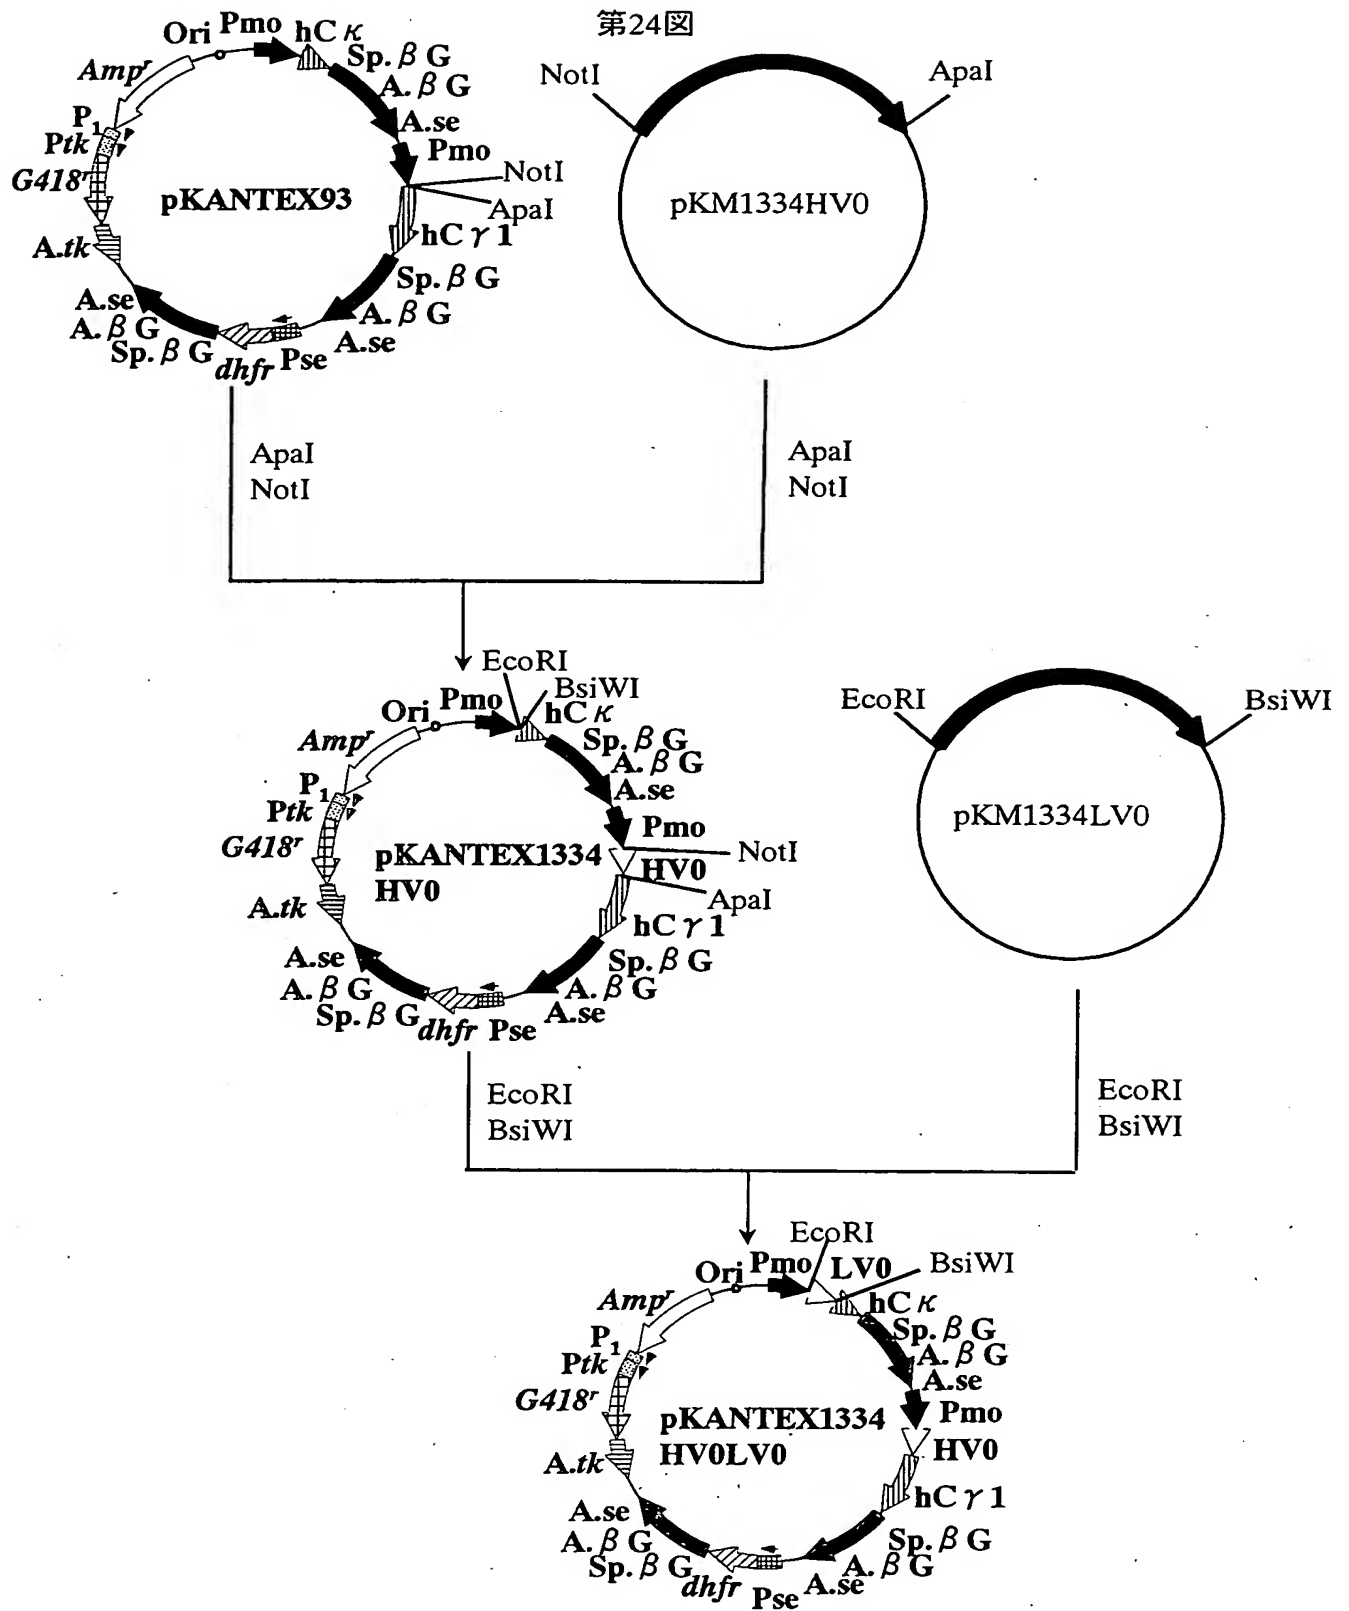 第24図
Ori
Pmo
hCκ
Sp.βG
A.βG
A.se
Pmo
NotI
ApaI
hCγ1
Sp.βG
A.βG
A.se
Pse
dhfr
Sp.βG
A.βG
A.se
A.tk
G418r
Ptk
P1
Ampr
pKANTEX93
NotI
ApaI
pKM1334HV0
ApaI
NotI
ApaI
NotI
EcoRI
BsiWI
Ori
Pmo
hCκ
Sp.βG
A.βG
A.se
Pmo
NotI
HV0
ApaI
hCγ1
Sp.βG
A.βG
A.se
Pse
dhfr
Sp.βG
A.βG
A.se
A.tk
G418r
Ptk
P1
Ampr
pKANTEX1334
HV0
EcoRI
BsiWI
pKM1334LV0
EcoRI
BsiWI
EcoRI
BsiWI
EcoRI
Ori
Pmo
LV0
BsiWI
hCκ
Sp.βG
A.βG
A.se
Pmo
HV0
hCγ1
Sp.βG
A.βG
A.se
Pse
dhfr
Sp.βG
A.βG
A.se
A.tk
G418r
Ptk
P1
Ampr
pKANTEX1334
HV0LV0